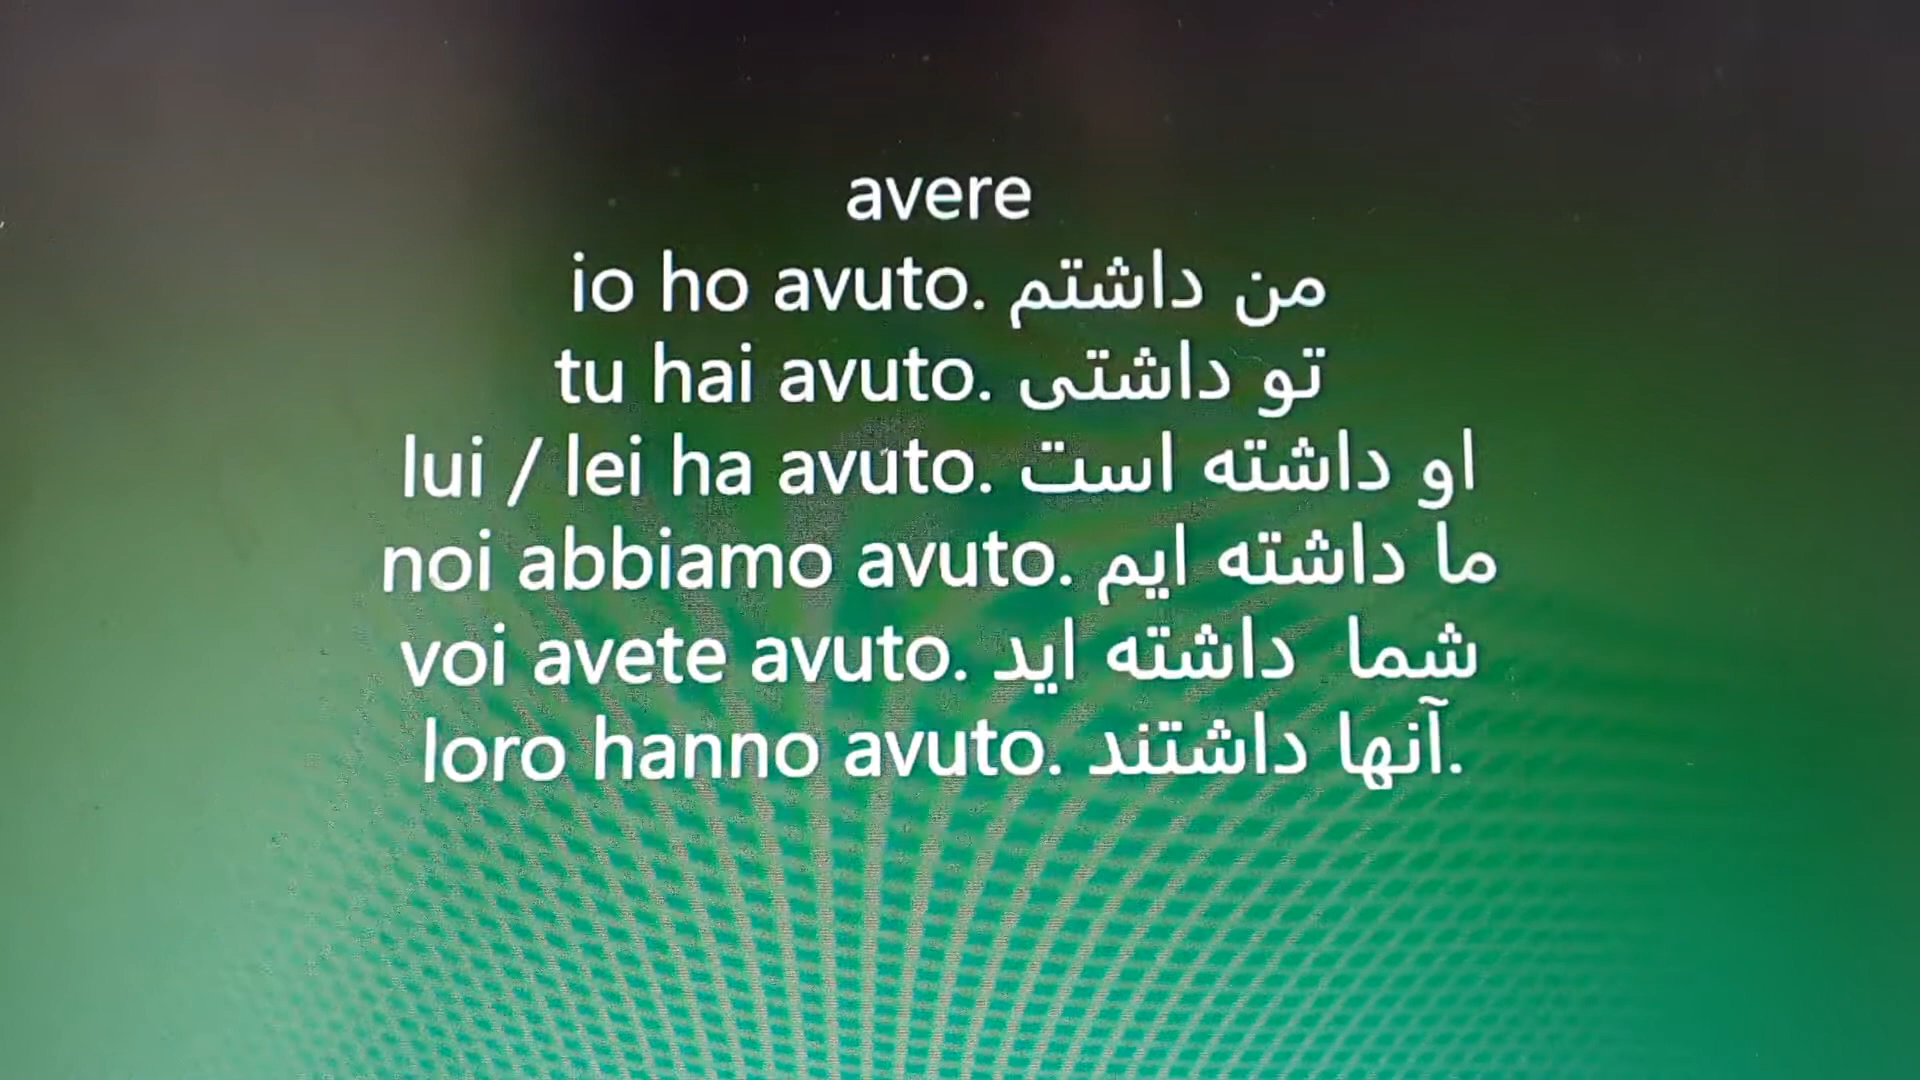 avere
io ho avuto. من داشتم
tu hai avuto. تو داشتی
lui / lei ha avuto. او داشته است
noi abbiamo avuto. ما داشته ایم
voi avete avuto. شما داشته اید
loro hanno avuto. آنها داشتند.